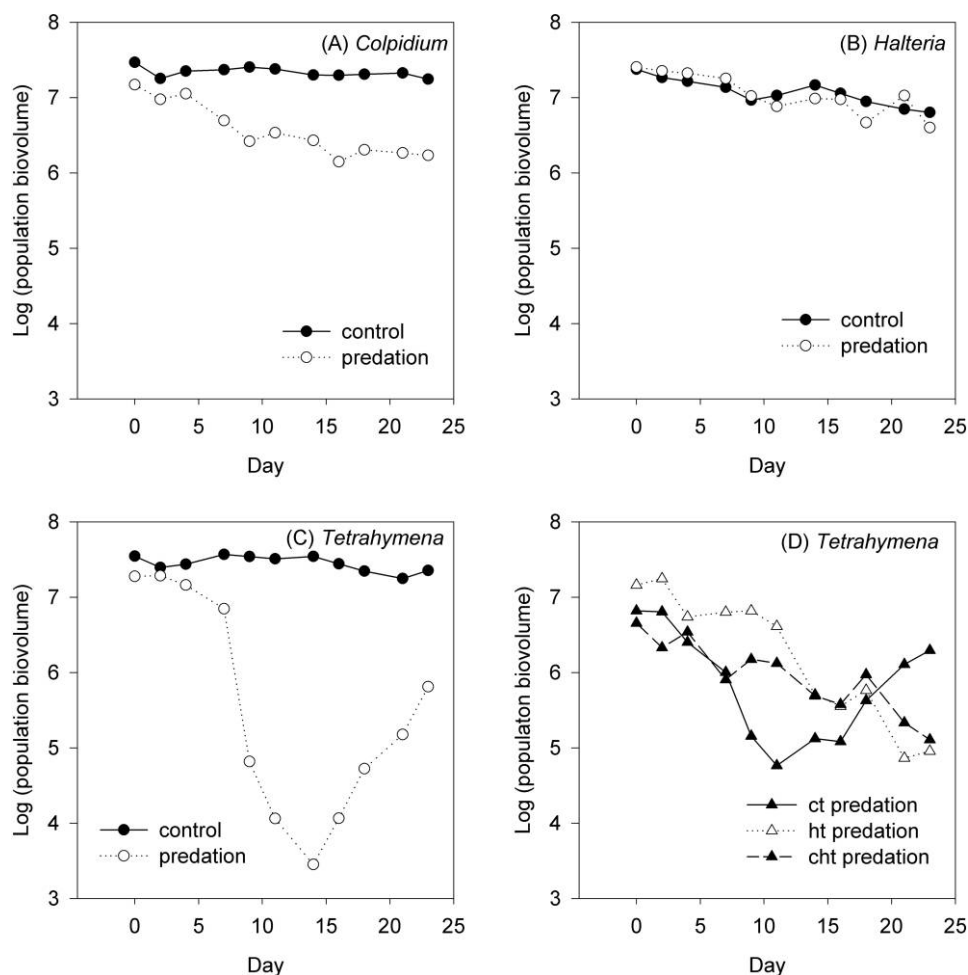 (A) Colpidium
Log (population biovolume)
8
7
6
5
4
3
control
predation
0 5 10 15 20 25
Day
(B) Halteria
Log (population biovolume)
8
7
6
5
4
3
control
predation
0 5 10 15 20 25
Day
(C) Tetrahymena
Log (population biovolume)
8
7
6
5
4
3
control
predation
0 5 10 15 20 25
Day
(D) Tetrahymena
Log (populaton biovolume)
8
7
6
5
4
3
ct predation
ht predation
cht predation
0 5 10 15 20 25
Day